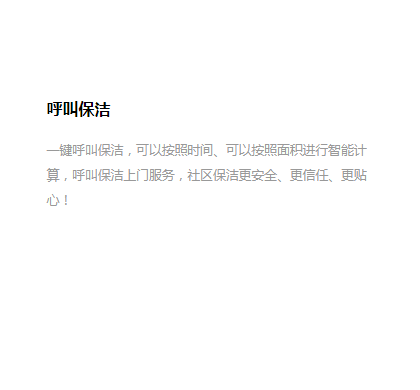 呼叫保洁
一键呼叫保洁，可以按照时间、可以按照面积进行智能计
算，呼叫保洁上门服务，社区保洁更安全、更信任、更贴
心！